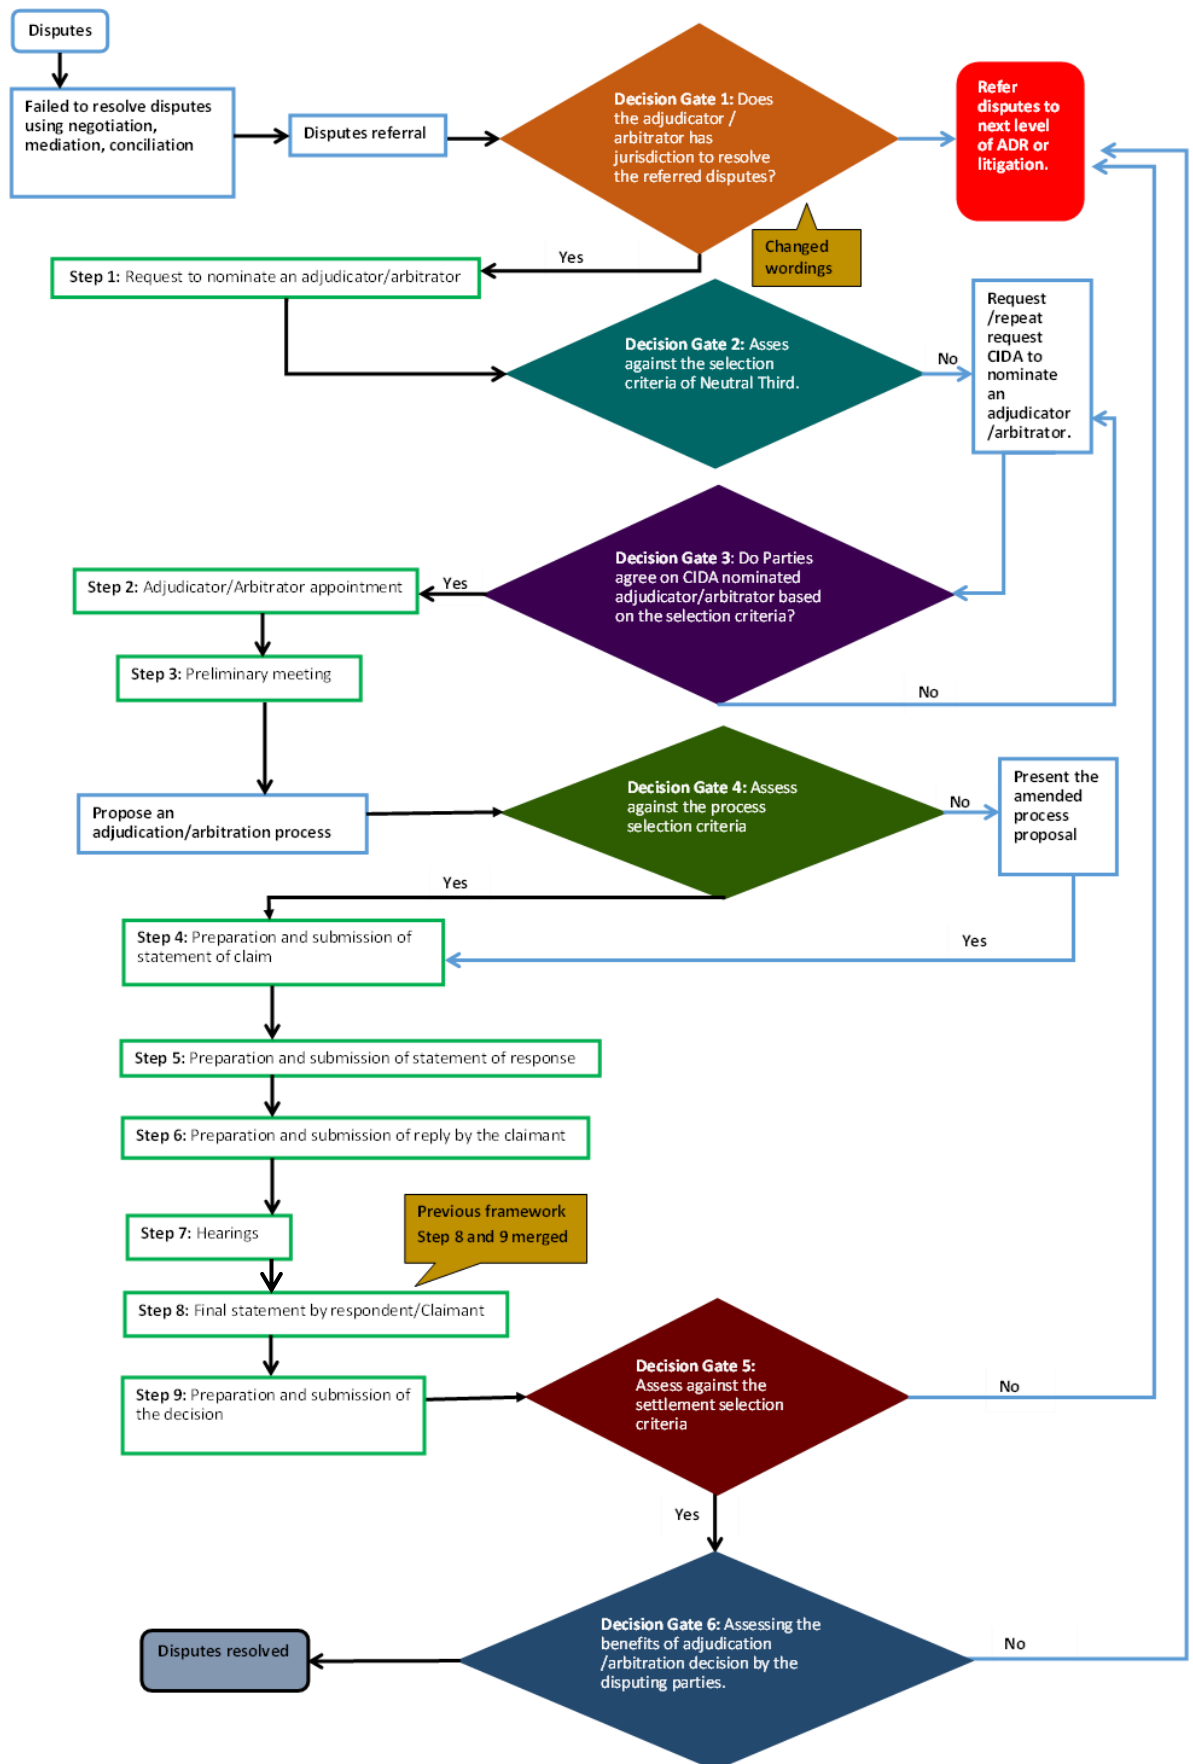 Disputes
Failed to resolve disputes
using negotiation,
mediation, conciliation
Disputes referral
Decision Gate 1: Does
the adjudicator /
arbitrator has
jurisdiction to resolve
the referred disputes?
Refer
disputes to
next level
of ADR or
litigation.
Changed
wordings
Yes
Step 1: Request to nominate an adjudicator/arbitrator
Decision Gate 2: Asses
against the selection
criteria of Neutral Third.
No
Request
/repeat
request
CIDA to
nominate
an
adjudicator
/arbitrator.
Decision Gate 3: Do Parties
agree on CIDA nominated
adjudicator/arbitrator based
on the selection criteria?
Yes
Step 2: Adjudicator/Arbitrator appointment
Step 3: Preliminary meeting
No
Propose an
adjudication/arbitration process
Decision Gate 4: Assess
against the process
selection criteria
No
Present the
amended
process
proposal
Yes
Step 4: Preparation and submission of
statement of claim
Yes
Step 5: Preparation and submission of statement of response
Step 6: Preparation and submission of reply by the claimant
Step 7: Hearings
Previous framework
Step 8 and 9 merged
Step 8: Final statement by respondent/Claimant
Step 9: Preparation and submission of
the decision
Decision Gate 5:
Assess against the
settlement selection
criteria
No
Yes
Decision Gate 6: Assessing the
benefits of adjudication
/arbitration decision by the
disputing parties.
No
Disputes resolved